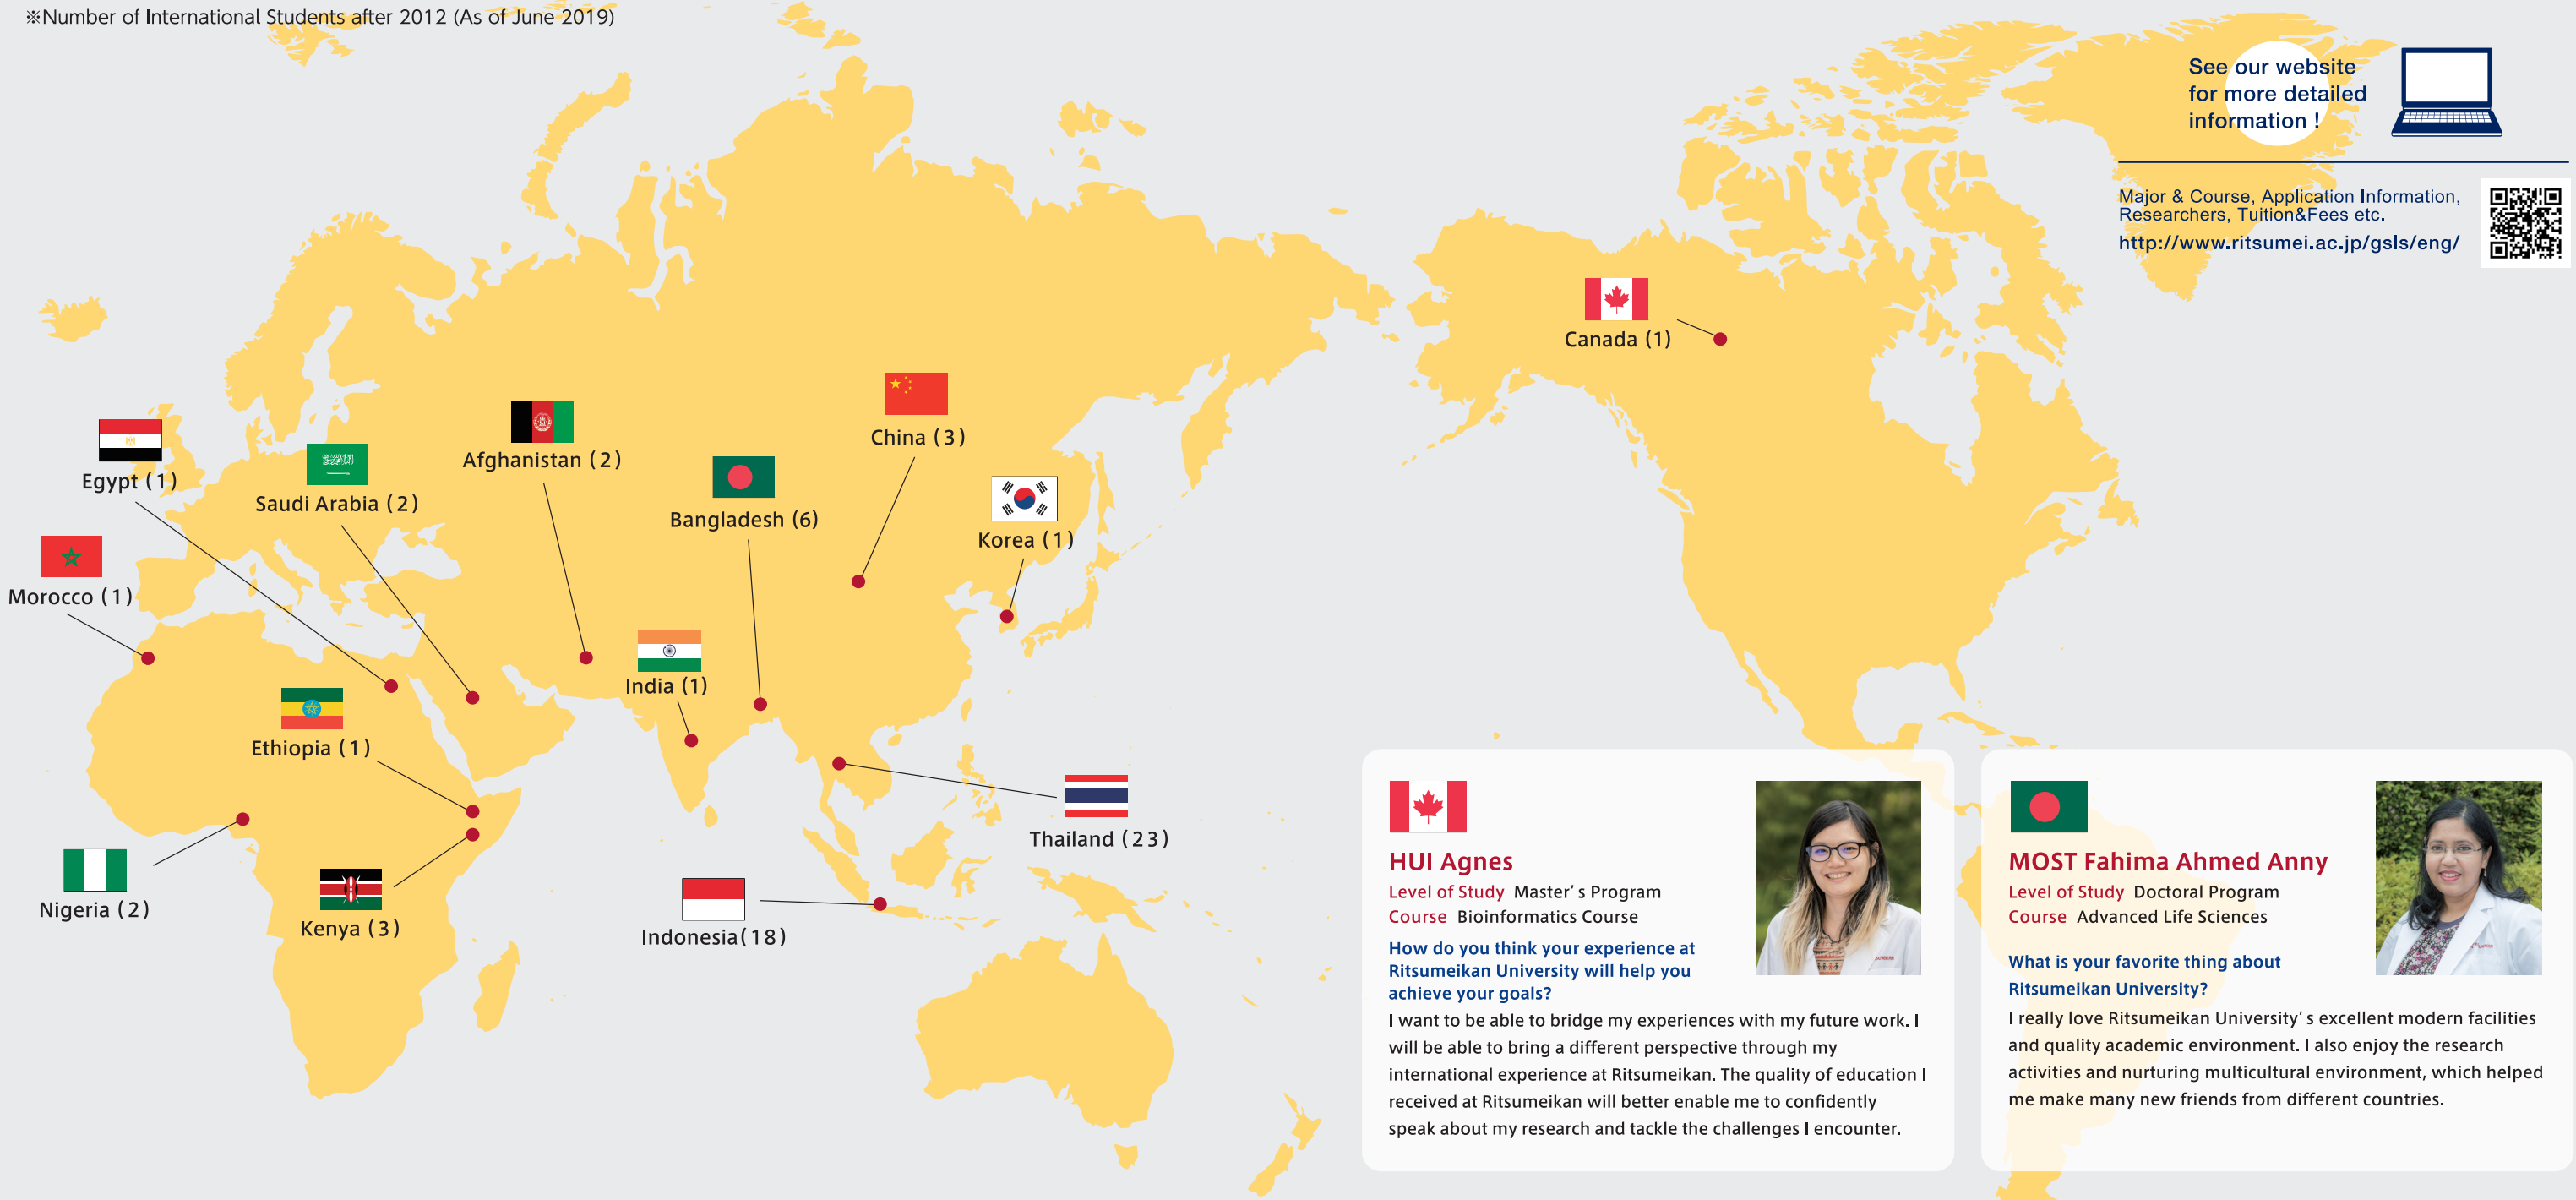 ※Number of International Students after 2012 (As of June 2019)
See our website
for more detailed
information !
Major & Course, Application Information,
Researchers, Tuition&Fees etc.
http://www.ritsumei.ac.jp/gsls/eng/
Canada (1)
China (3)
Afghanistan (2)
Egypt (1)
Saudi Arabia (2)
Bangladesh (6)
Korea (1)
Morocco (1)
India (1)
Ethiopia (1)
Thailand (23)
Nigeria (2)
Kenya (3)
Indonesia(18)
HUI Agnes
Level of Study Master's Program
Course Bioinformatics Course
How do you think your experience at
Ritsumeikan University will help you
achieve your goals?
I want to be able to bridge my experiences with my future work. I
will be able to bring a different perspective through my
international experience at Ritsumeikan. The quality of education I
received at Ritsumeikan will better enable me to confidently
speak about my research and tackle the challenges I encounter.
MOST Fahima Ahmed Anny
Level of Study Doctoral Program
Course Advanced Life Sciences
What is your favorite thing about
Ritsumeikan University?
I really love Ritsumeikan University's excellent modern facilities
and quality academic environment. I also enjoy the research
activities and nurturing multicultural environment, which helped
me make many new friends from different countries.